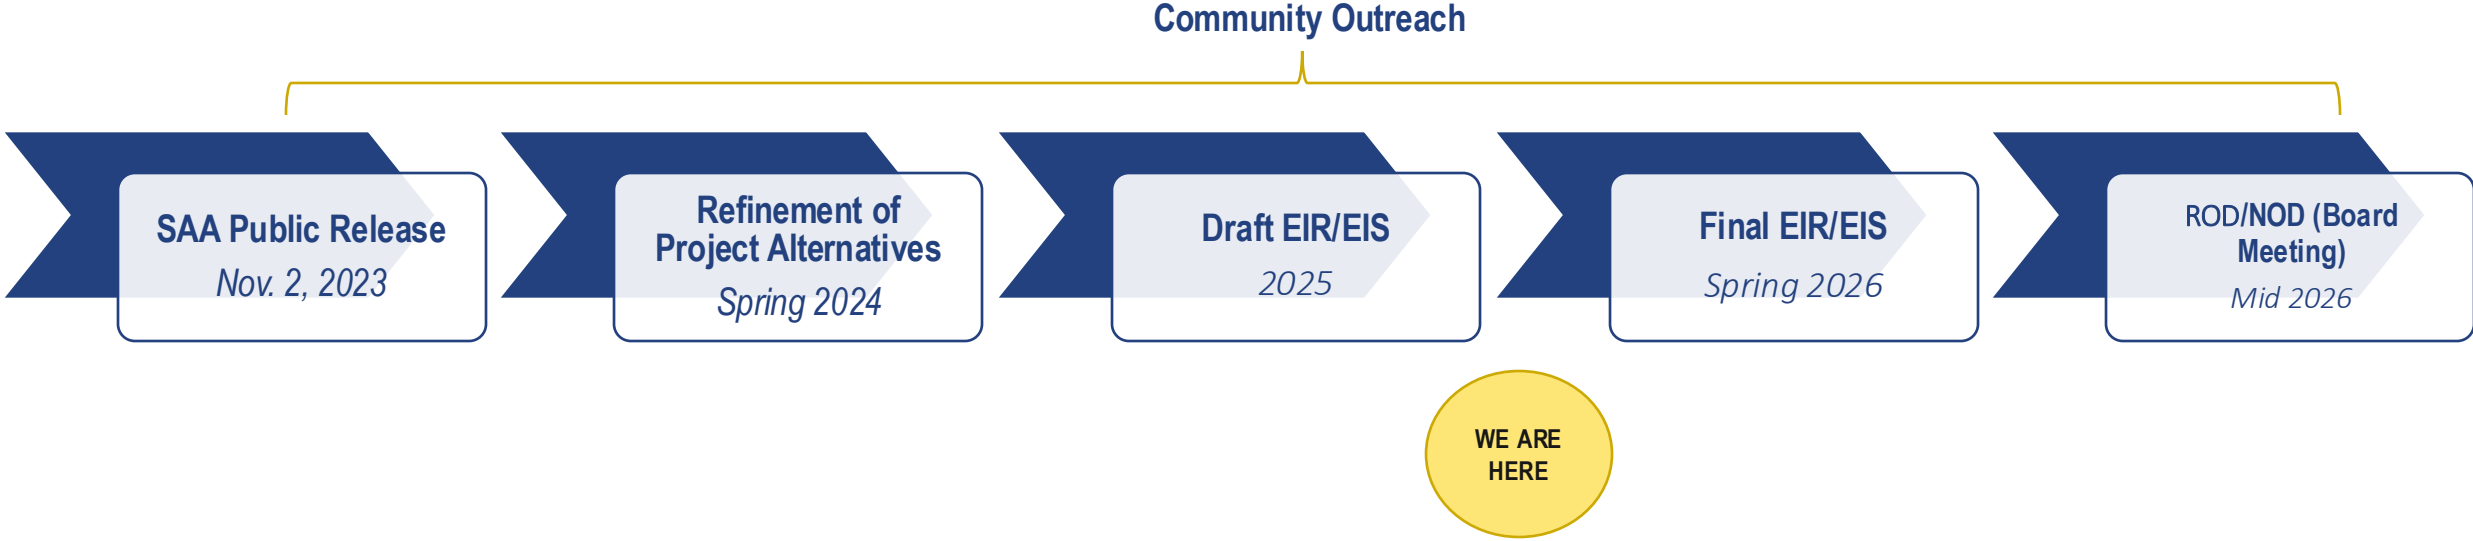 Community Outreach
SAA Public Release
Nov. 2, 2023
Refinement of
Project Alternatives
Spring 2024
Draft EIR/EIS
2025
Final EIR/EIS
Spring 2026
ROD/NOD (Board
Meeting)
Mid 2026
WE ARE
HERE